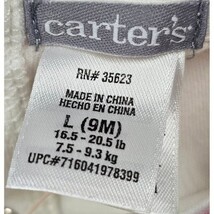 carter's
RN# 35623
MADE IN CHINA
HECHO EN CHINA
L (9M)
16.5 - 20.5 lb
7.5 - 9.3 kg
UPC#716041978399